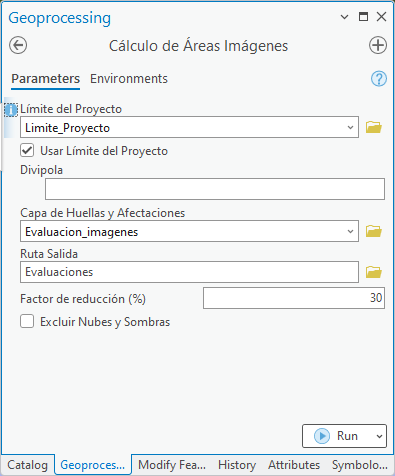 Geoprocessing
Cálculo de Áreas Imágenes
Parameters Environments
Límite del Proyecto
Limite_Proyecto
Usar Límite del Proyecto
Divipola
Capa de Huellas y Afectaciones
Evaluacion_imagenes
Ruta Salida
Evaluaciones
Factor de reducción (%) 30
Excluir Nubes y Sombras
Run
Catalog Geoproces... Modify Fea... History Attributes Symbolo...